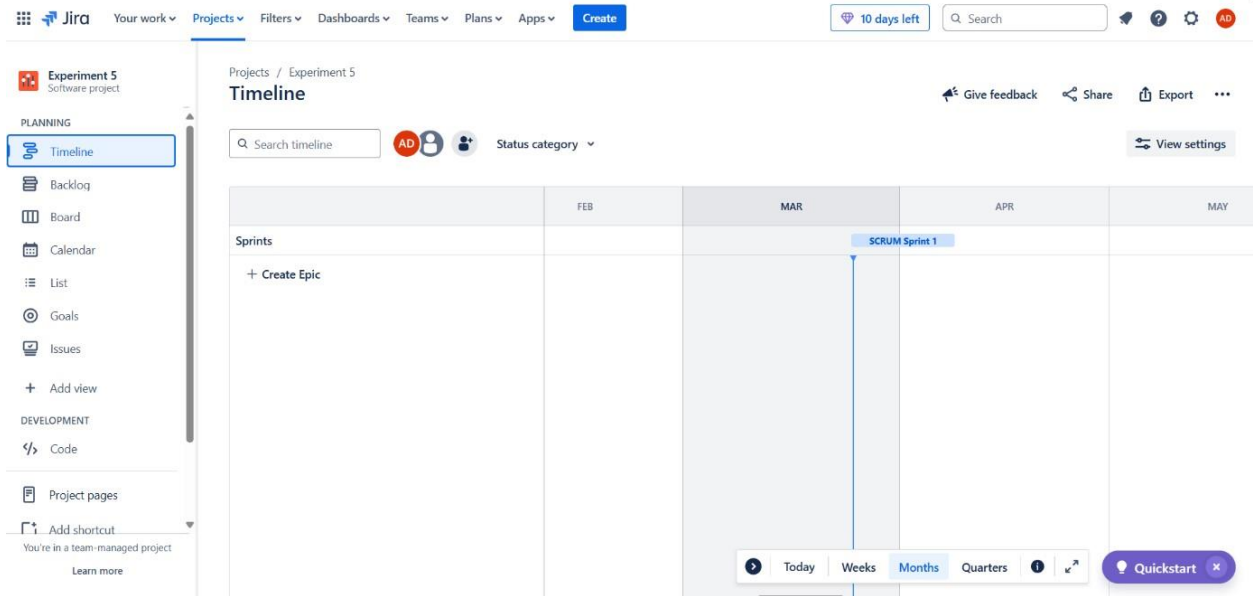 Jira Your work Projects Filters Dashboards Teams Plans Apps Create 10 days left Search AD
Experiment 5
Software project
PLANNING
Timeline
Backlog
Board
Calendar
List
Goals
Issues
+ Add view
DEVELOPMENT
</> Code
Project pages
Add shortcut
You're in a team-managed project
Learn more
Projects / Experiment 5
Timeline
Give feedback Share Export
Search timeline AD Status category View settings
FEB MAR APR MAY
Sprints SCRUM Sprint 1
+ Create Epic
Today Weeks Months Quarters Quickstart